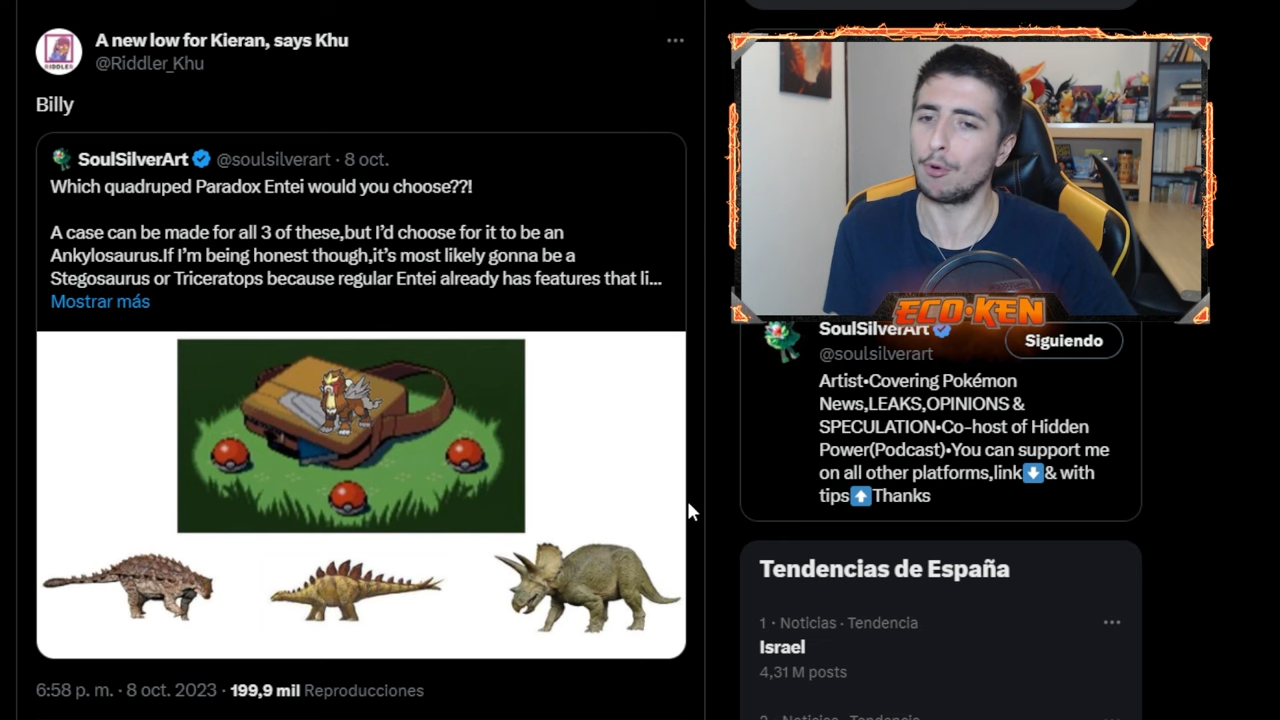 A new low for Kieran, says Khu
@Riddler_Khu
Billy
SoulSilverArt @soulsilverart · 8 oct.
Which quadruped Paradox Entei would you choose??!
A case can be made for all 3 of these,but I'd choose for it to be an
Ankylosaurus.If I'm being honest though,it's most likely gonna be a
Stegosaurus or Triceratops because regular Entei already has features that li...
Mostrar más
6:58 p. m. · 8 oct. 2023 · 199,9 mil Reproducciones
ECO·KEN
SoulSilverArt
@soulsilverart
Siguiendo
Artist•Covering Pokémon
News,LEAKS,OPINIONS &
SPECULATION•Co-host of Hidden
Power(Podcast)•You can support me
on all other platforms,link⬇️& with
tips⬆️Thanks
Tendencias de España
1 · Noticias · Tendencia
Israel
4,31 M posts
2 · Noticias · Tendencia